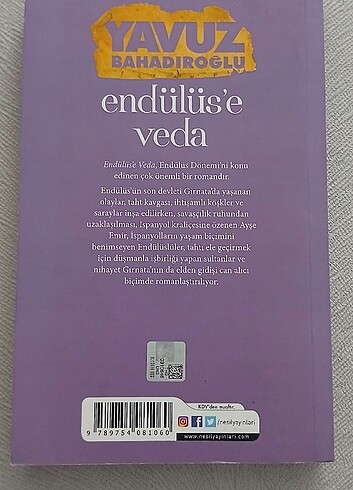 YAVUZ
BAHADIROĞLU
endülüs'e
veda
Endülüs'e Veda, Endülüs Dönemi'ni konu
edinen çok önemli bir romandır.
Endülüs'ün son devleti Gırnata'da yaşanan
olaylar, taht kavgası, ihtişamlı köşkler ve
saraylar inşa edilirken, savaşçılık ruhundan
uzaklaşılması, İspanyol kraliçesine özenen Ayşe
Emir, İspanyolların yaşam biçimini
benimseyen Endülüslüler, tahtı ele geçirmek
için düşmanla işbirliği yapan sultanlar ve
nihayet Gırnata'nın da elden gidişi can alıcı
biçimde romanlaştırılıyor.
KDV'den muaftır.
/nesilyayinlari
www.nesilyayinlari.com
9 789754 081060